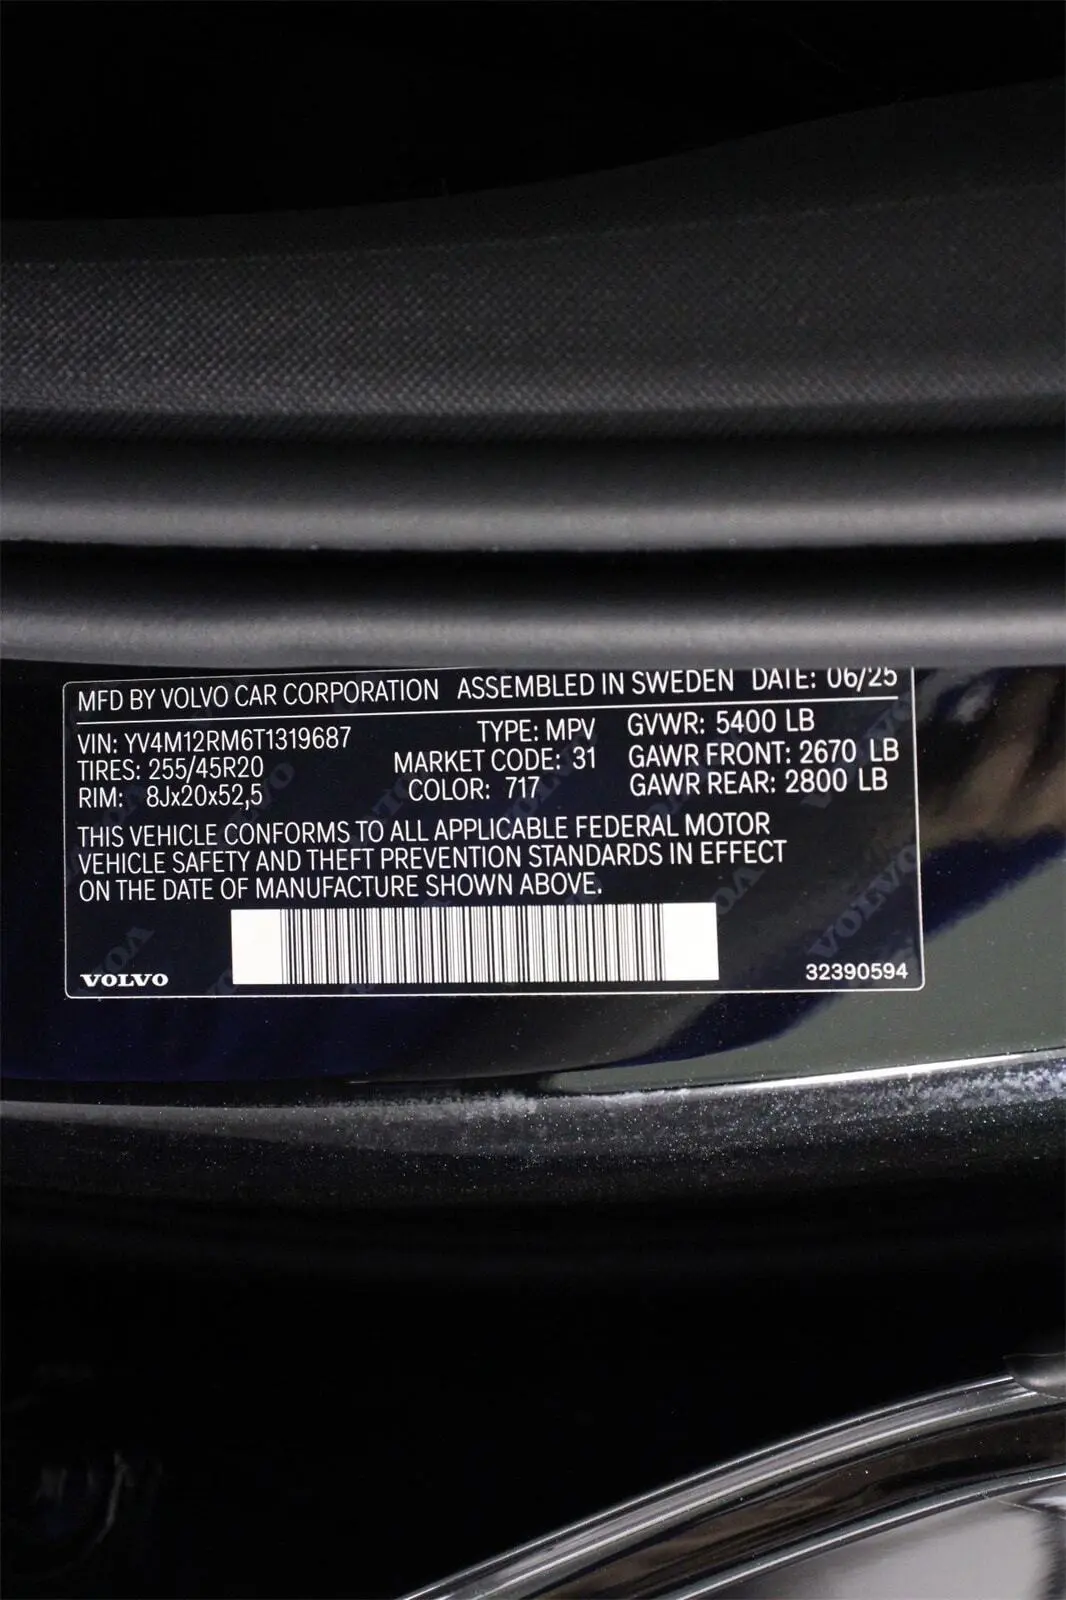 MFD BY VOLVO CAR CORPORATION ASSEMBLED IN SWEDEN DATE: 06/25
VIN: YV4M12RM6T1319687 TYPE: MPV GVWR: 5400 LB
TIRES: 255/45R20 MARKET CODE: 31 GAWR FRONT: 2670 LB
RIM: 8Jx20x52,5 COLOR: 717 GAWR REAR: 2800 LB
THIS VEHICLE CONFORMS TO ALL APPLICABLE FEDERAL MOTOR
VEHICLE SAFETY AND THEFT PREVENTION STANDARDS IN EFFECT
ON THE DATE OF MANUFACTURE SHOWN ABOVE.
VOLVO 32390594